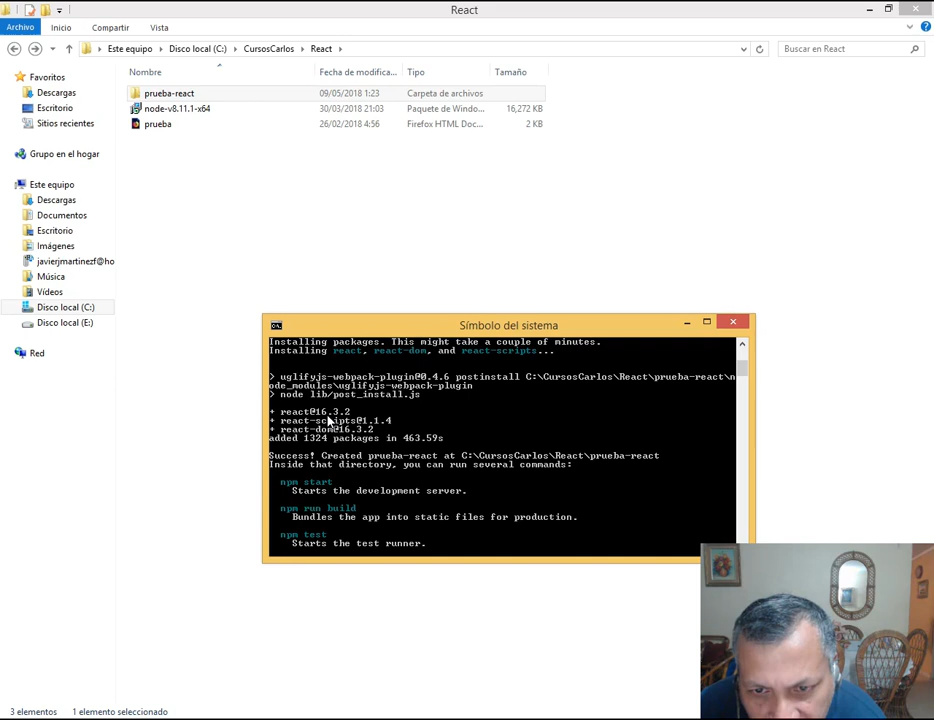 React
Archivo
Inicio
Compartir
Vista
Este equipo
Disco local (C:)
CursosCarlos
React
Buscar en React
Nombre
Fecha de modifica...
Tipo
Tamaño
prueba-react
09/05/2018 1:23
Carpeta de archivos
node-v8.11.1-x64
30/03/2018 21:03
Paquete de Windo...
16,272 KB
prueba
26/02/2018 4:56
Firefox HTML Doc...
2 KB
Favoritos
Descargas
Escritorio
Sitios recientes
Grupo en el hogar
Este equipo
Descargas
Documentos
Escritorio
Imágenes
javierjmartinezf@ho
Música
Vídeos
Disco local (C:)
Disco local (E:)
Red
Símbolo del sistema
Installing packages. This might take a couple of minutes.
Installing react, react-dom, and react-scripts...
> uglifyjs-webpack-plugin@0.4.6 postinstall C:\CursosCarlos\React\prueba-react\n
ode_modules\uglifyjs-webpack-plugin
> node lib/post_install.js
+ react@16.3.2
+ react-scripts@1.1.4
+ react-dom@16.3.2
added 1324 packages in 463.59s
Success! Created prueba-react at C:\CursosCarlos\React\prueba-react
Inside that directory, you can run several commands:
npm start
Starts the development server.
npm run build
Bundles the app into static files for production.
npm test
Starts the test runner.
3 elementos
1 elemento seleccionado